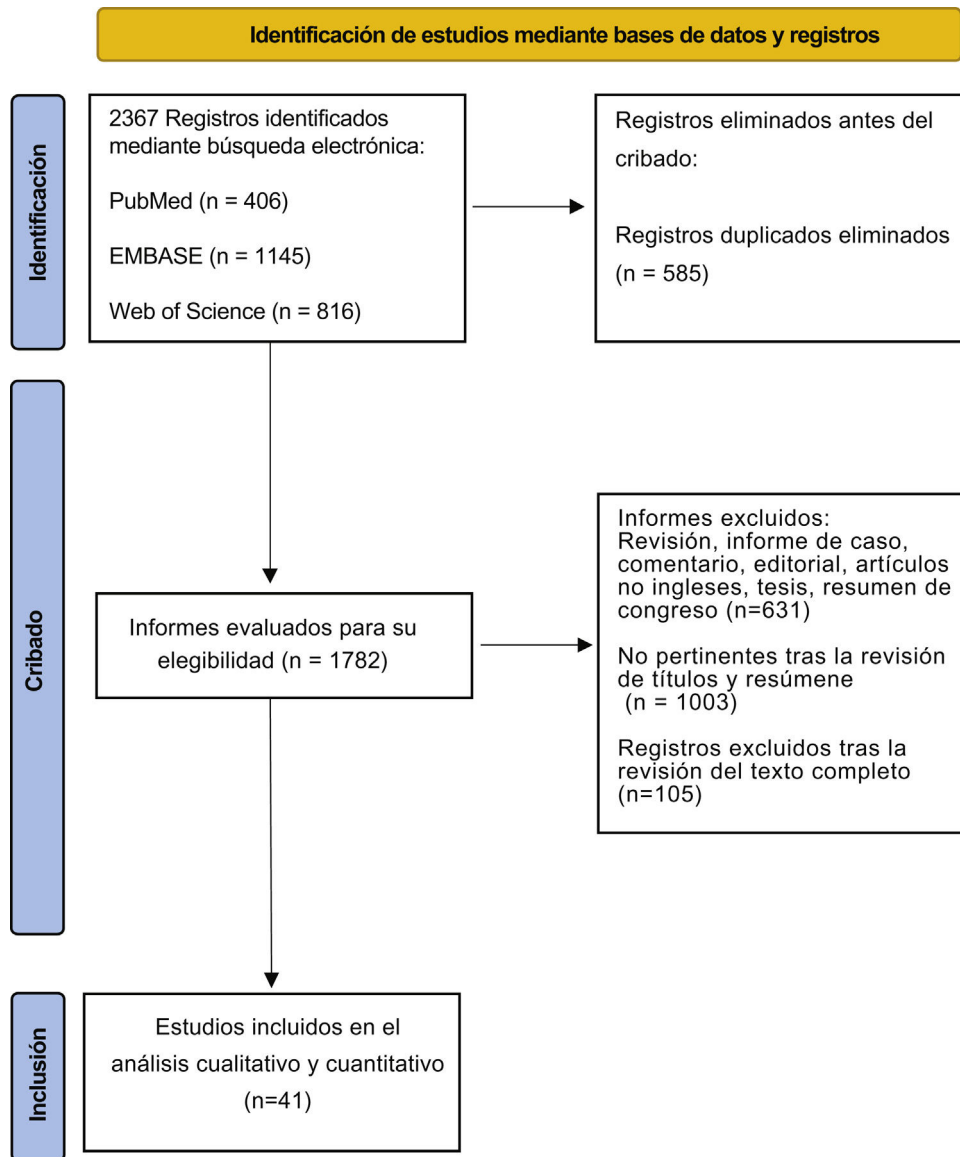 Identificación de estudios mediante bases de datos y registros
Identificación
2367 Registros identificados
mediante búsqueda electrónica:
PubMed (n = 406)
EMBASE (n = 1145)
Web of Science (n = 816)
Registros eliminados antes del
cribado:
Registros duplicados eliminados
(n = 585)
Cribado
Informes evaluados para su
elegibilidad (n = 1782)
Informes excluidos:
Revisión, informe de caso,
comentario, editorial, artículos
no ingleses, tesis, resumen de
congreso (n=631)
No pertinentes tras la revisión
de títulos y resúmene
(n = 1003)
Registros excluidos tras la
revisión del texto completo
(n=105)
Inclusión
Estudios incluidos en el
análisis cualitativo y cuantitativo
(n=41)